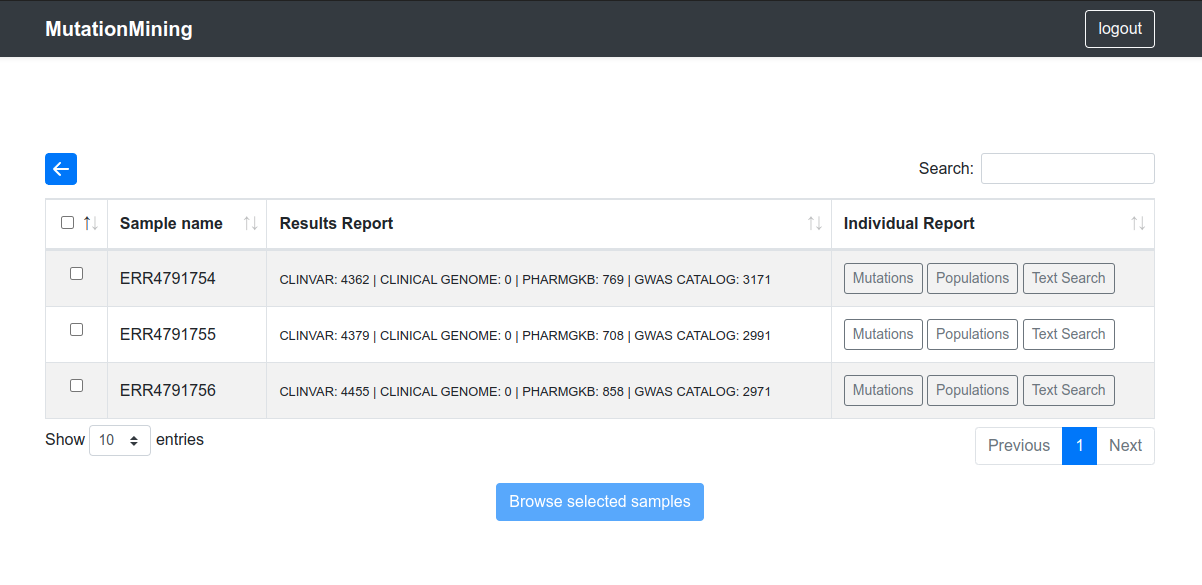 MutationMining logout
Search:
Sample name Results Report Individual Report
ERR4791754 CLINVAR: 4362 | CLINICAL GENOME: 0 | PHARMGKB: 769 | GWAS CATALOG: 3171 Mutations Populations Text Search
ERR4791755 CLINVAR: 4379 | CLINICAL GENOME: 0 | PHARMGKB: 708 | GWAS CATALOG: 2991 Mutations Populations Text Search
ERR4791756 CLINVAR: 4455 | CLINICAL GENOME: 0 | PHARMGKB: 858 | GWAS CATALOG: 2971 Mutations Populations Text Search
Show 10 entries Previous 1 Next
Browse selected samples